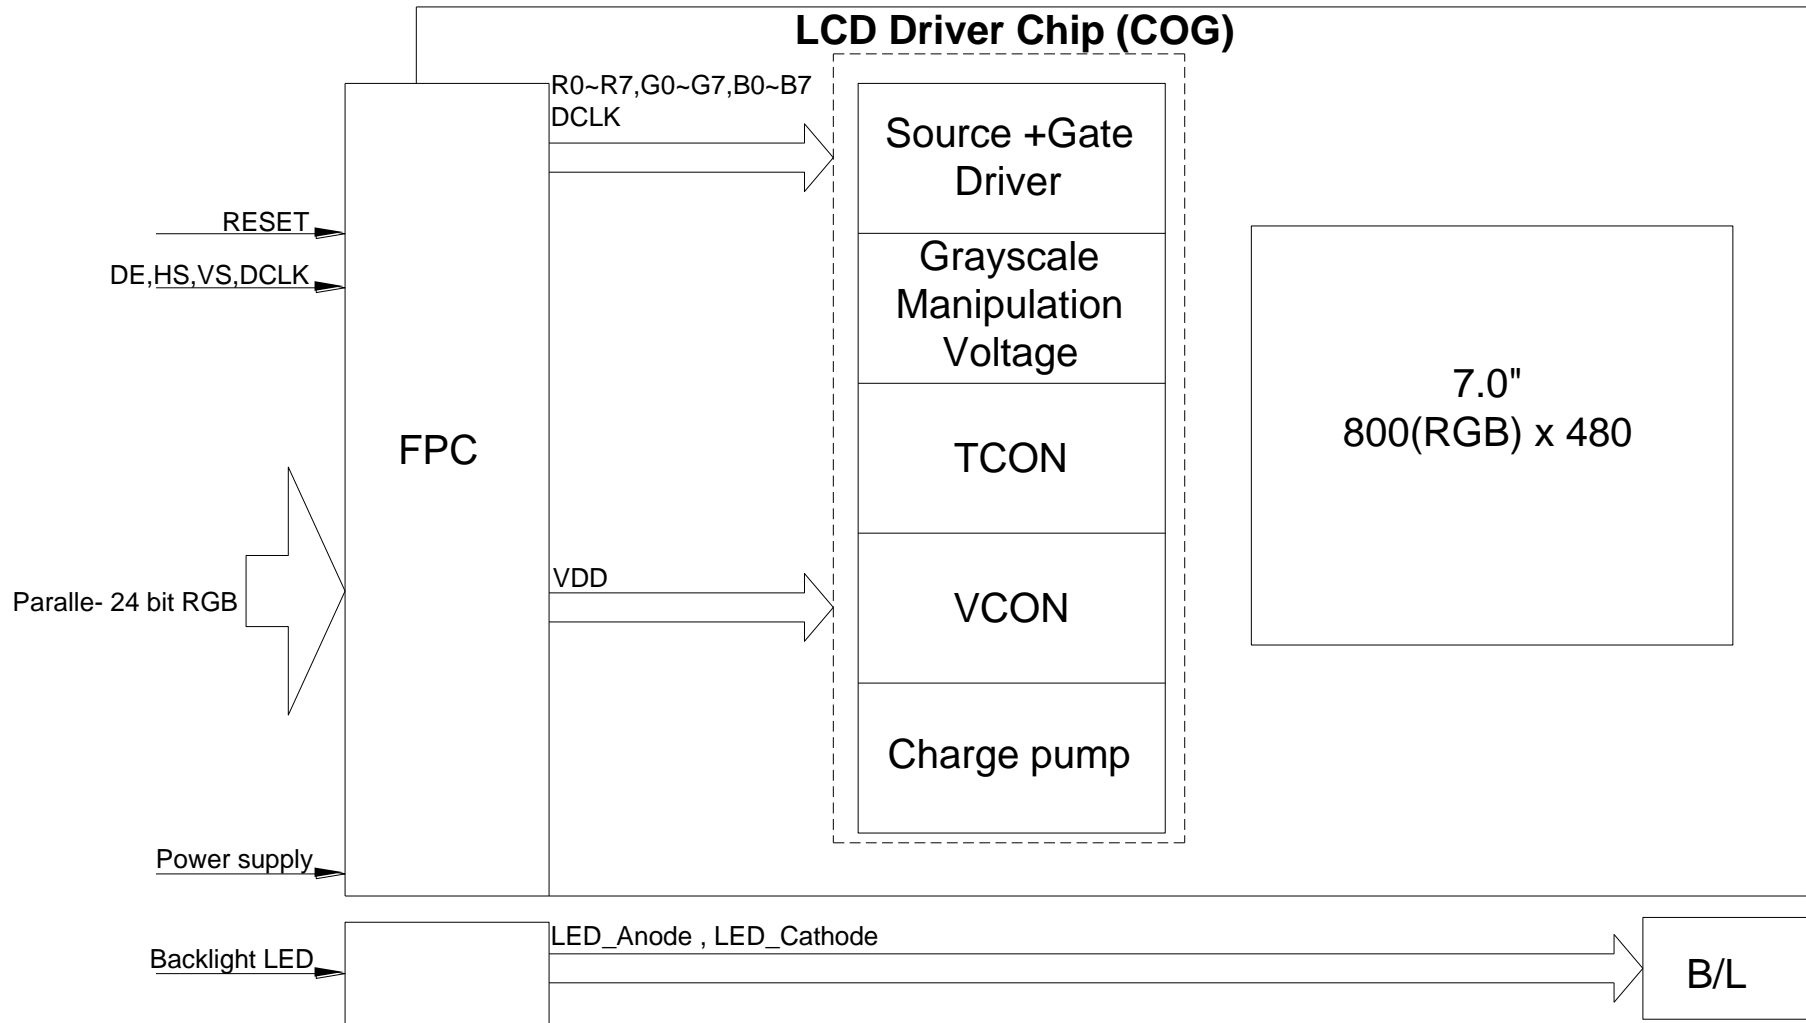 LCD Driver Chip (COG)
R0~R7,G0~G7,B0~B7
DCLK
Source +Gate
Driver
RESET
DE,HS,VS,DCLK
Grayscale
Manipulation
Voltage
7.0"
800(RGB) x 480
FPC
TCON
VDD
Paralle- 24 bit RGB
VCON
Charge pump
Power supply
LED_Anode , LED_Cathode
Backlight LED
B/L